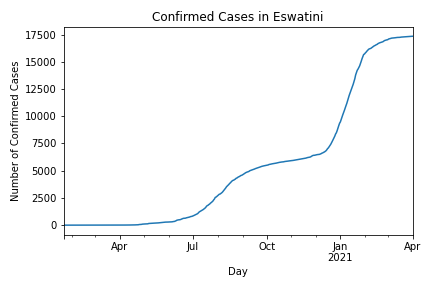 Confirmed Cases in Eswatini
Number of Confirmed Cases
17500
15000
12500
10000
7500
5000
2500
0
Apr Jul Oct Jan Apr
2021
Day